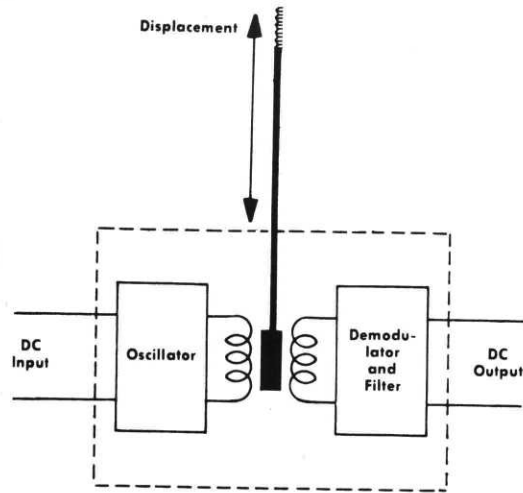 Displacement
DC
Input
Oscillator
Demodu-
lator
and
Filter
DC
Output